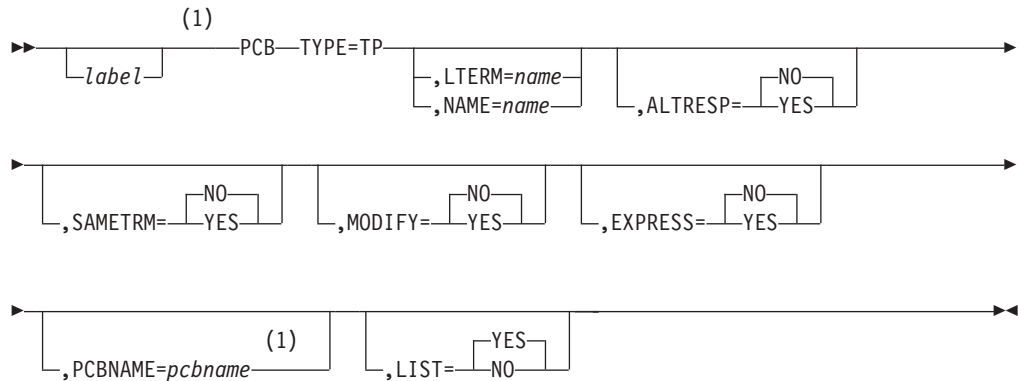 (1)
label PCB TYPE=TP ,LTERM=name ,ALTRESP= NO
,NAME=name YES
,SAMETRM= NO ,MODIFY= NO ,EXPRESS= NO
YES YES YES
(1)
,PCBNAME=pcbname ,LIST= YES
NO